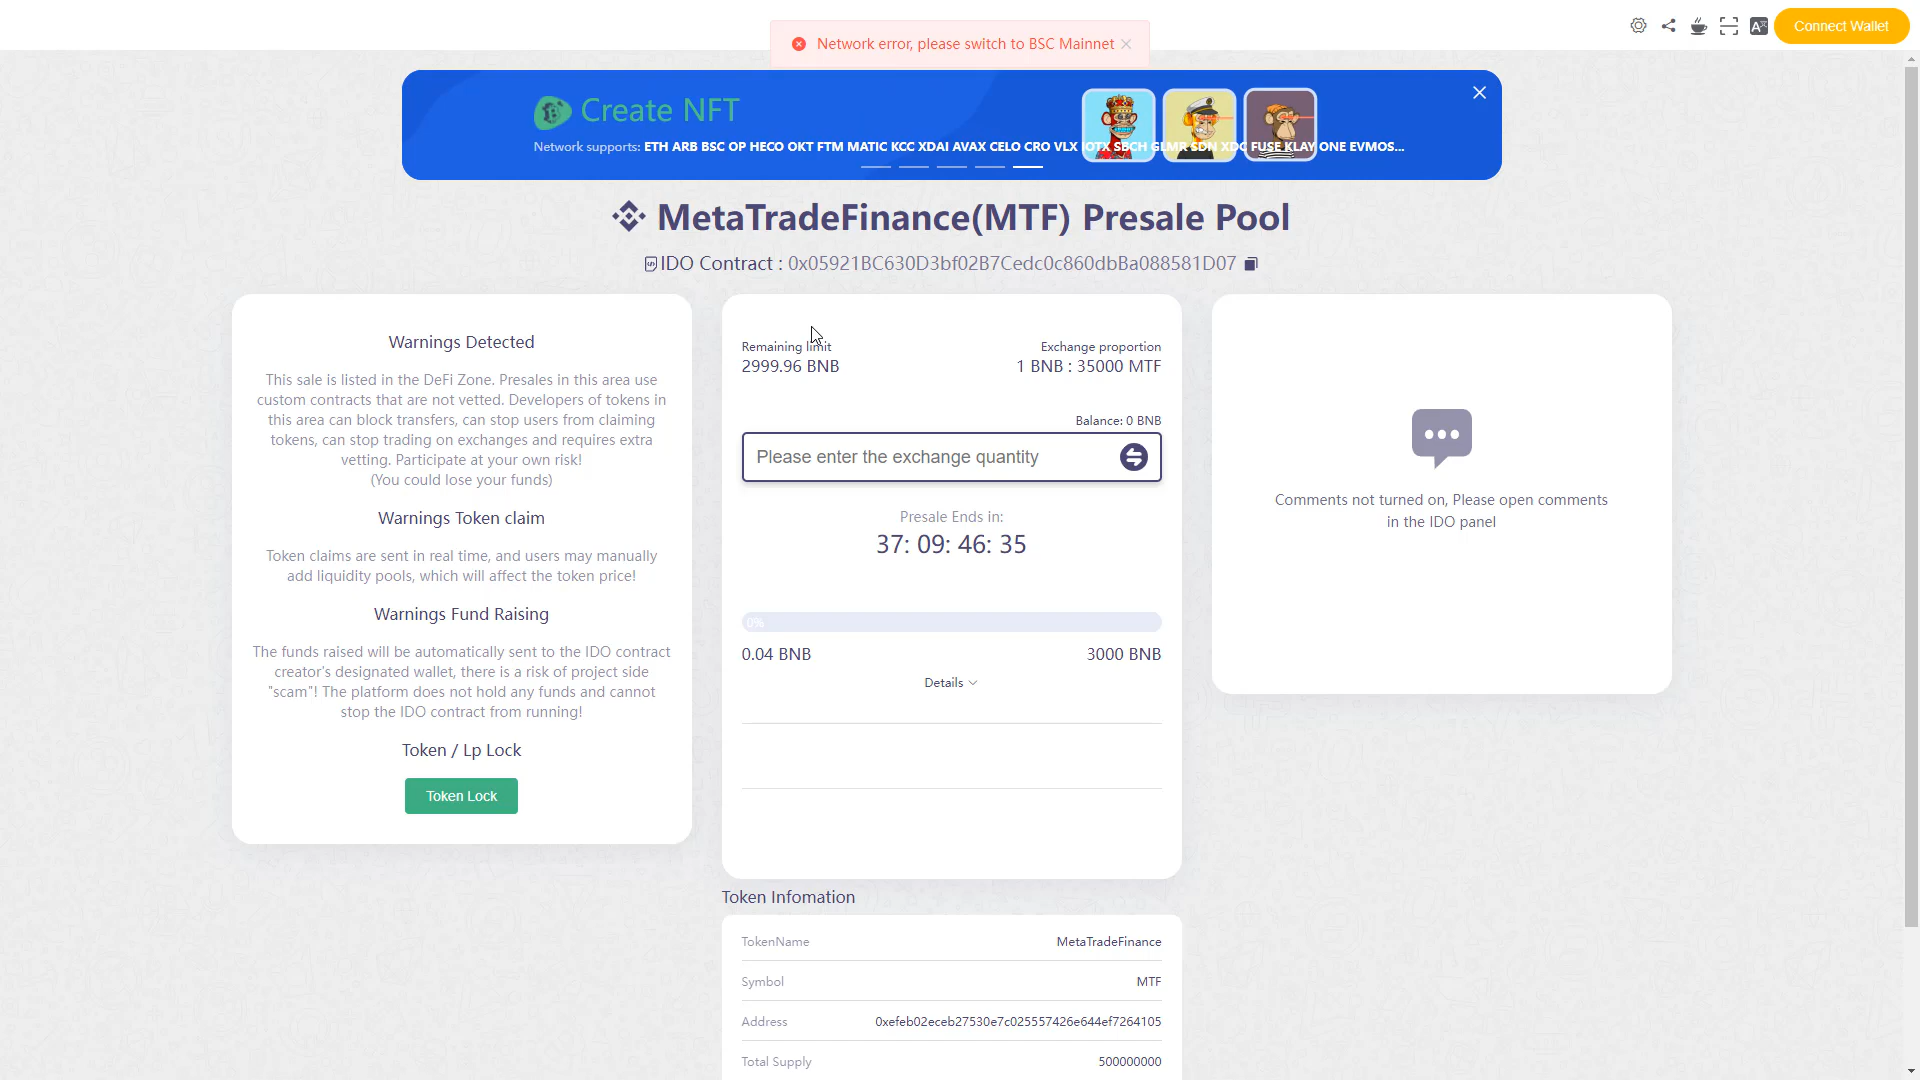 Network error, please switch to BSC Mainnet
Connect Wallet
Create NFT
Network supports: ETH ARB BSC OP HECO OKT FTM MATIC KCC XDAI AVAX CELO CRO VLX IOTX SBCH GLMR SDN XDC FUSE KLAY ONE EVMOS...
MetaTradeFinance(MTF) Presale Pool
IDO Contract : 0x05921BC630D3bf02B7Cedc0c860dbBa088581D07
Warnings Detected
This sale is listed in the DeFi Zone. Presales in this area use
custom contracts that are not vetted. Developers of tokens in
this area can block transfers, can stop users from claiming
tokens, can stop trading on exchanges and requires extra
vetting. Participate at your own risk!
(You could lose your funds)
Warnings Token claim
Token claims are sent in real time, and users may manually
add liquidity pools, which will affect the token price!
Warnings Fund Raising
The funds raised will be automatically sent to the IDO contract
creator's designated wallet, there is a risk of project side
"scam"! The platform does not hold any funds and cannot
stop the IDO contract from running!
Token / Lp Lock
Token Lock
Remaining limit
2999.96 BNB
Exchange proportion
1 BNB : 35000 MTF
Balance: 0 BNB
Please enter the exchange quantity
Presale Ends in:
37: 09: 46: 35
0%
0.04 BNB
3000 BNB
Details
Comments not turned on, Please open comments
in the IDO panel
Token Infomation
TokenName
MetaTradeFinance
Symbol
MTF
Address
0xefeb02eceb27530e7c025557426e644ef7264105
Total Supply
500000000